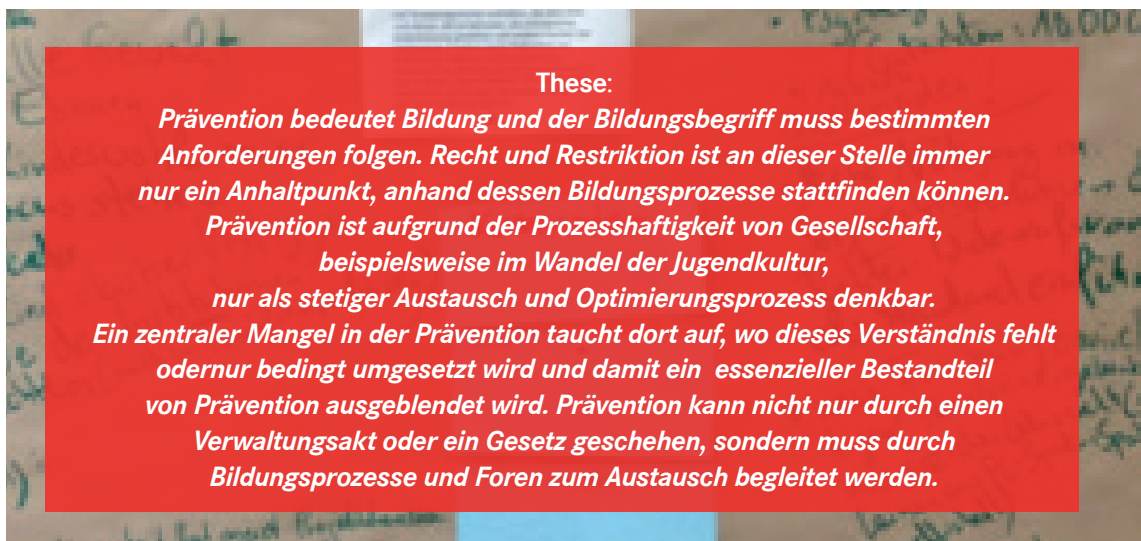 These:
Prävention bedeutet Bildung und der Bildungsbegriff muss bestimmten
Anforderungen folgen. Recht und Restriktion ist an dieser Stelle immer
nur ein Anhaltpunkt, anhand dessen Bildungsprozesse stattfinden können.
Prävention ist aufgrund der Prozesshaftigkeit von Gesellschaft,
beispielsweise im Wandel der Jugendkultur,
nur als stetiger Austausch und Optimierungsprozess denkbar.
Ein zentraler Mangel in der Prävention taucht dort auf, wo dieses Verständnis fehlt
odernur bedingt umgesetzt wird und damit ein  essenzieller Bestandteil
von Prävention ausgeblendet wird. Prävention kann nicht nur durch einen
Verwaltungsakt oder ein Gesetz geschehen, sondern muss durch
Bildungsprozesse und Foren zum Austausch begleitet werden.